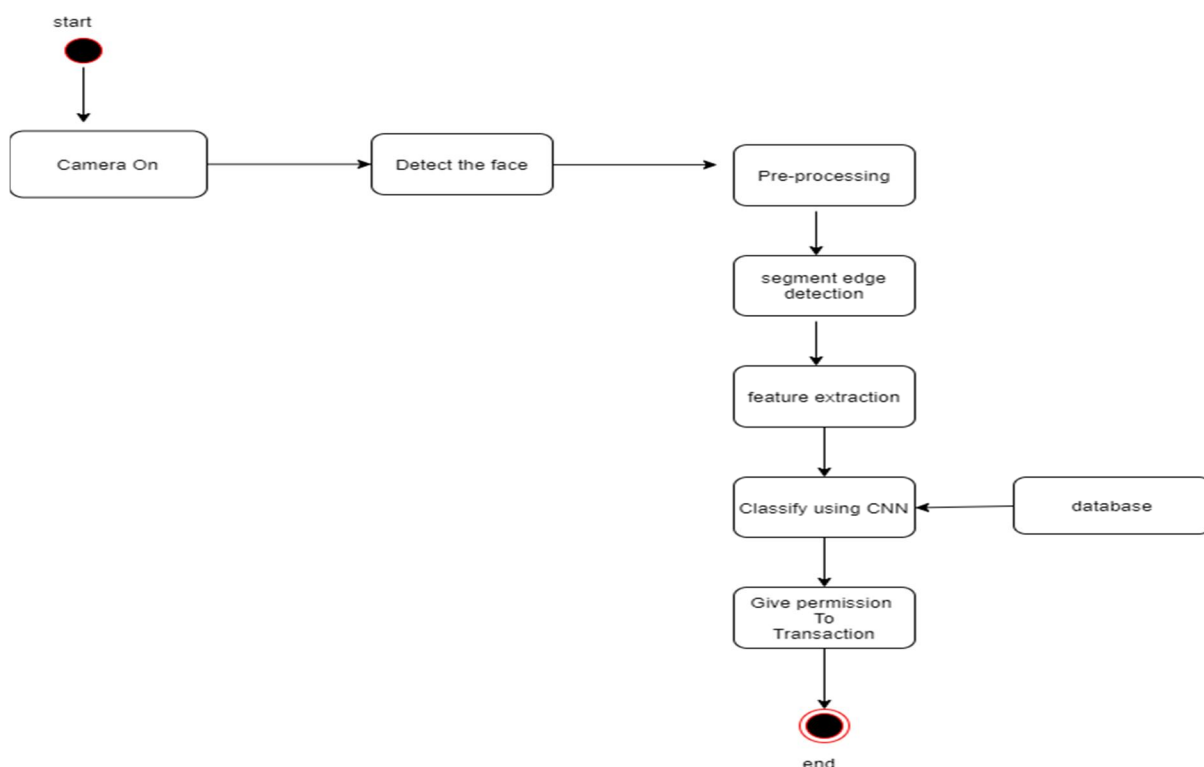 start
Camera On
Detect the face
Pre-processing
segment edge
detection
feature extraction
Classify using CNN
database
Give permission
To
Transaction
end